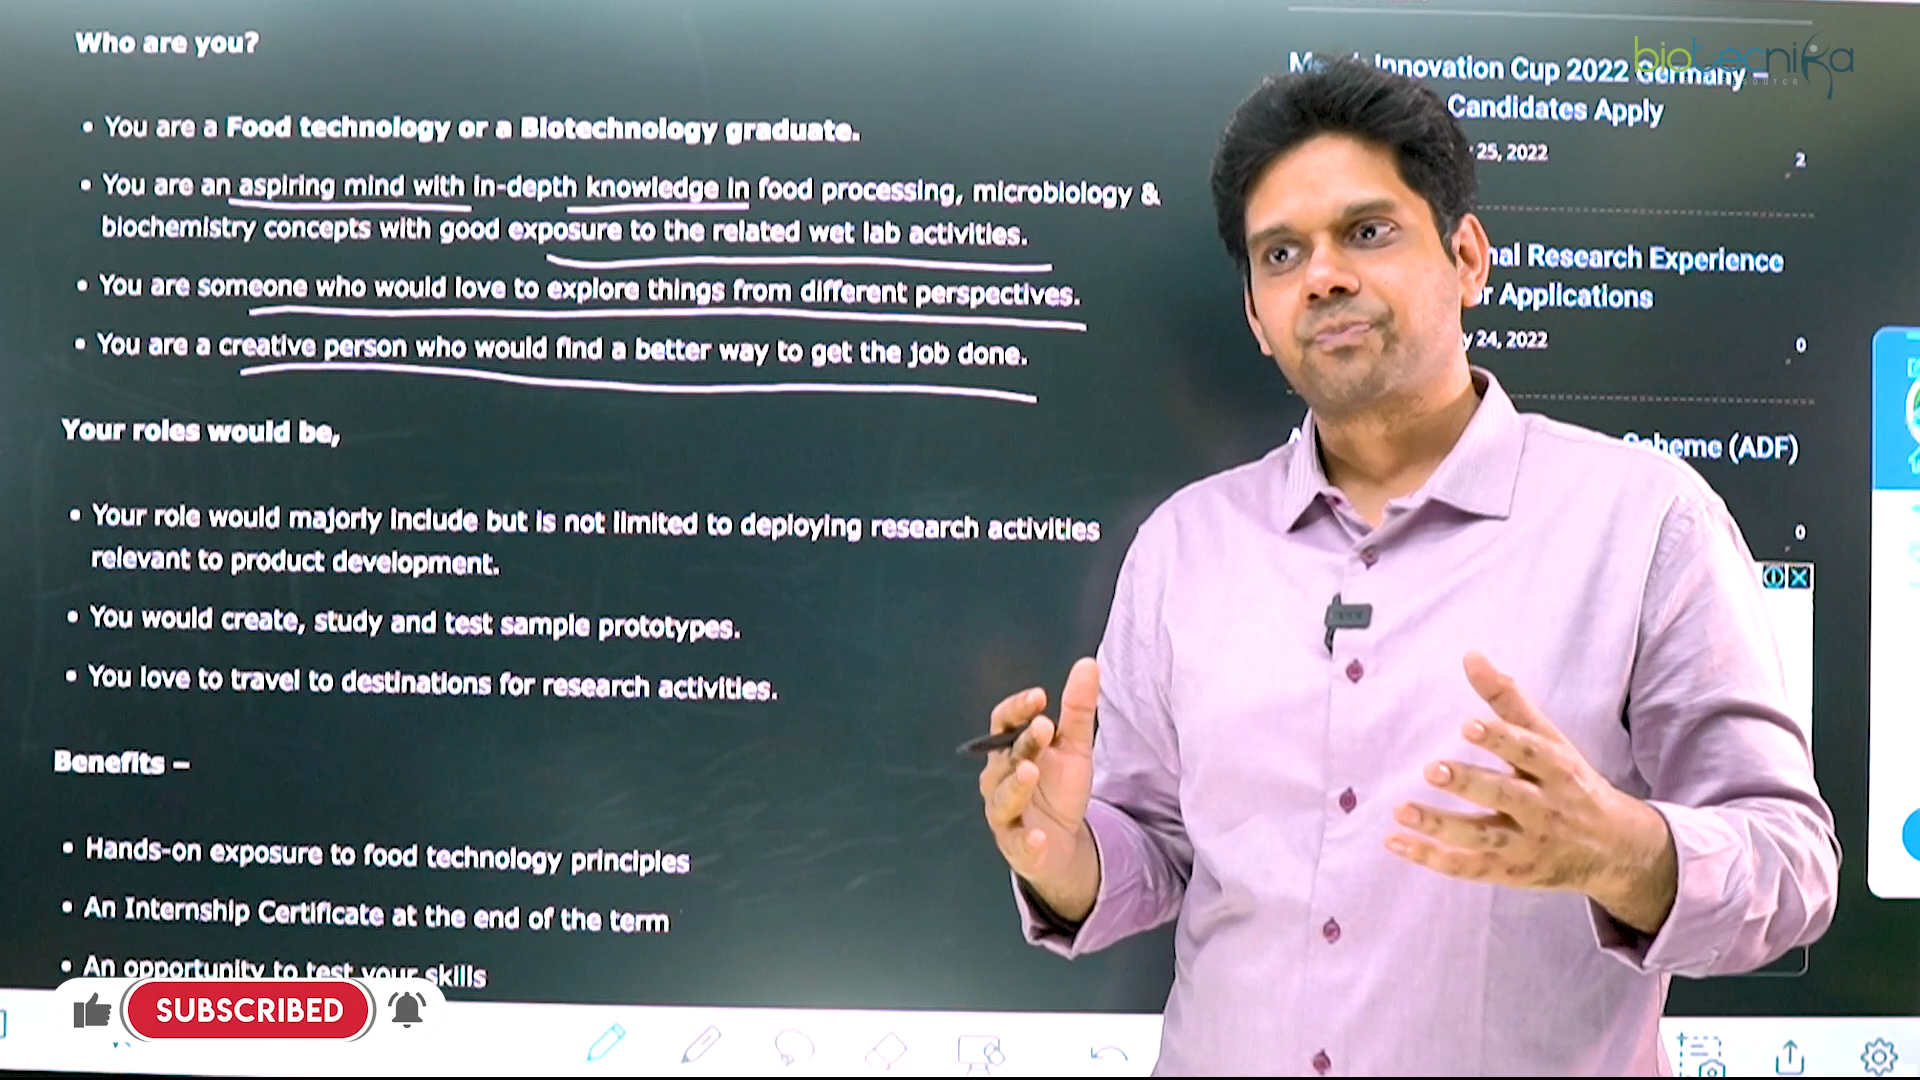 Who are you?
• You are a Food technology or a Biotechnology graduate.
• You are an aspiring mind with in-depth knowledge in food processing, microbiology &
biochemistry concepts with good exposure to the related wet lab activities.
• You are someone who would love to explore things from different perspectives.
• You are a creative person who would find a better way to get the job done.
Your roles would be,
• Your role would majorly include but is not limited to deploying research activities
relevant to product development.
• You would create, study and test sample prototypes.
• You love to travel to destinations for research activities.
Benefits –
• Hands-on exposure to food technology principles
• An Internship Certificate at the end of the term
• An opportunity to test your skills
SUBSCRIBED
biotecnika
Innovation Cup 2022 Germany –
Candidates Apply
25, 2022
2
Research Experience
Applications
24, 2022
0
(ADF)
0